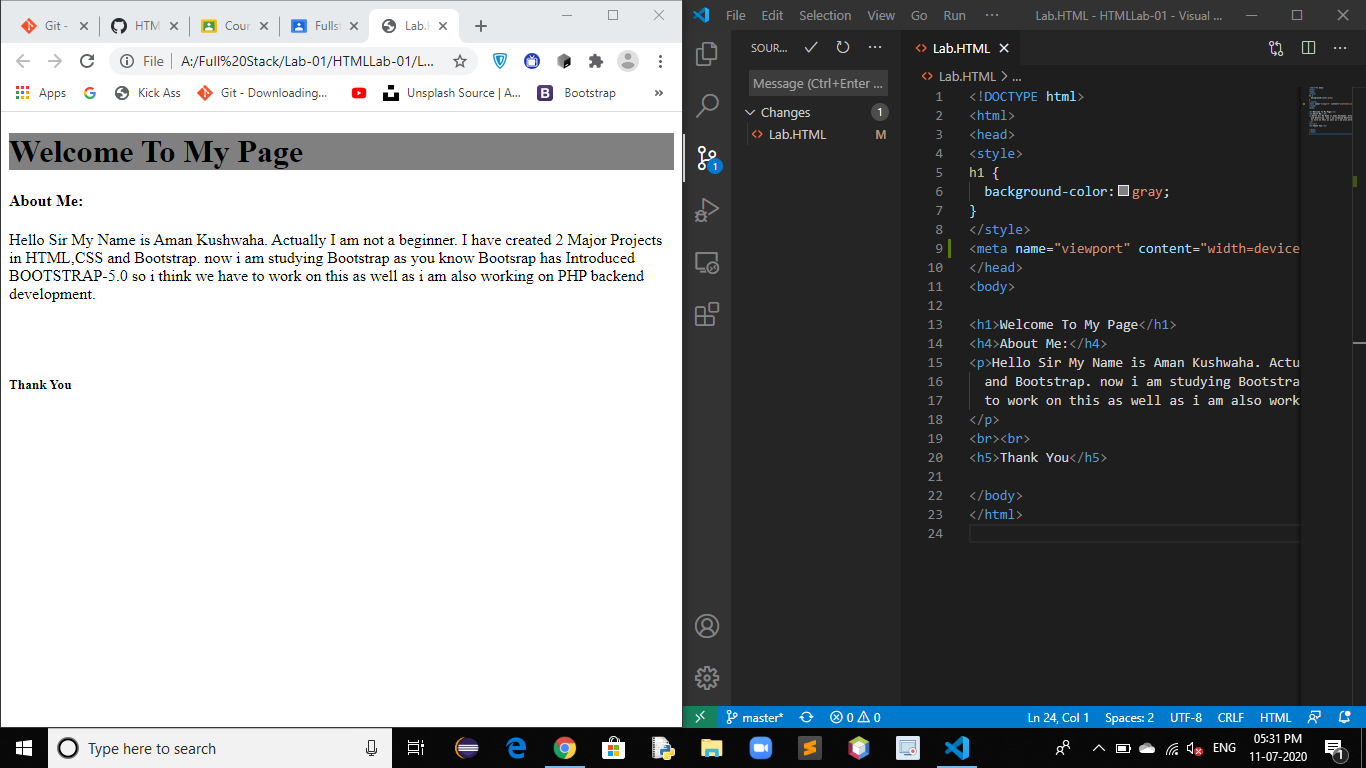 Git -
HTM
Cour
Fulls
Lab.
File
A:/Full%20Stack/Lab-01/HTMLLab-01/L...
Apps
Kick Ass
Git - Downloading...
Unsplash Source | A...
B
Bootstrap
»
Welcome To My Page
About Me:
Hello Sir My Name is Aman Kushwaha. Actually I am not a beginner. I have created 2 Major Projects
in HTML,CSS and Bootstrap. now i am studying Bootstrap as you know Bootsrap has Introduced
BOOTSTRAP-5.0 so i think we have to work on this as well as i am also working on PHP backend
development.
Thank You
File Edit Selection View Go Run ··· Lab.HTML - HTMLLab-01 - Visual ...
SOUR...
Message (Ctrl+Enter ...
Changes 1
Lab.HTML M
1
Lab.HTML
Lab.HTML > ...
1 <!DOCTYPE html>
2 <html>
3 <head>
4 <style>
5 h1 {
6 background-color: gray;
7 }
8 </style>
9 <meta name="viewport" content="width=device
10 </head>
11 <body>
12
13 <h1>Welcome To My Page</h1>
14 <h4>About Me:</h4>
15 <p>Hello Sir My Name is Aman Kushwaha. Actu
16 and Bootstrap. now i am studying Bootstra
17 to work on this as well as i am also work
18 </p>
19 <br><br>
20 <h5>Thank You</h5>
21
22 </body>
23 </html>
24
master* 0 0 Ln 24, Col 1 Spaces: 2 UTF-8 CRLF HTML
Type here to search
ENG
05:31 PM
11-07-2020
1